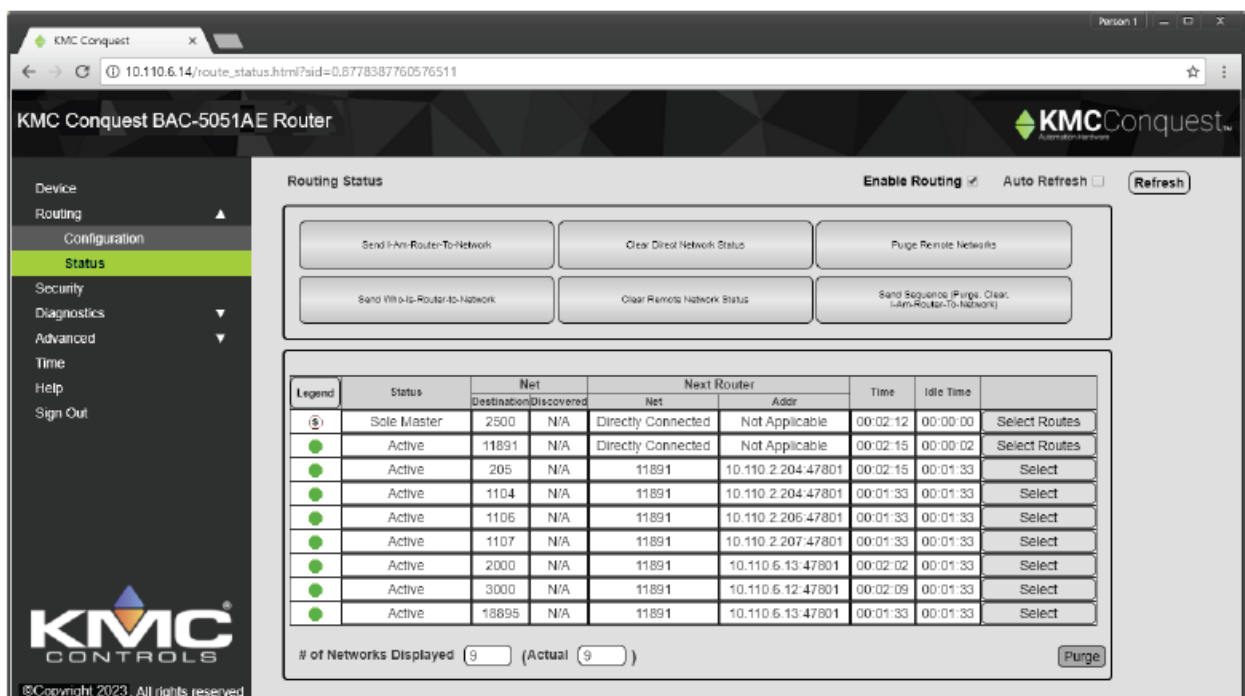 Person 1
KMC Conquest
10.110.6.14/route_status.html?sid=0.8778387760576511
KMC Conquest BAC-5051AE Router
KMCConquest™
Automation Hardware
Device
Routing
Configuration
Status
Security
Diagnostics
Advanced
Time
Help
Sign Out
KMC®
CONTROLS
©Copyright 2023. All rights reserved
Routing Status
Enable Routing
Auto Refresh
Refresh
Send I-Am-Router-To-Network
Clear Direct Network Status
Purge Remote Networks
Send Who-Is-Router-to-Network
Clear Remote Network Status
Send Sequence (Purge, Clear,
I-Am-Router-To-Network)
Legend Status Net Next Router Time Idle Time
Destination Discovered Net Addr
S Sole Master 2500 N/A Directly Connected Not Applicable 00:02:12 00:00:00 Select Routes
Active 11891 N/A Directly Connected Not Applicable 00:02:15 00:00:02 Select Routes
Active 205 N/A 11891 10.110.2.204:47801 00:02:15 00:01:33 Select
Active 1104 N/A 11891 10.110.2.204:47801 00:01:33 00:01:33 Select
Active 1106 N/A 11891 10.110.2.206:47801 00:01:33 00:01:33 Select
Active 1107 N/A 11891 10.110.2.207:47801 00:01:33 00:01:33 Select
Active 2000 N/A 11891 10.110.6.13:47801 00:02:02 00:01:33 Select
Active 3000 N/A 11891 10.110.6.12:47801 00:02:09 00:01:33 Select
Active 18895 N/A 11891 10.110.6.13:47801 00:01:33 00:01:33 Select
# of Networks Displayed 9 (Actual 9 )
Purge